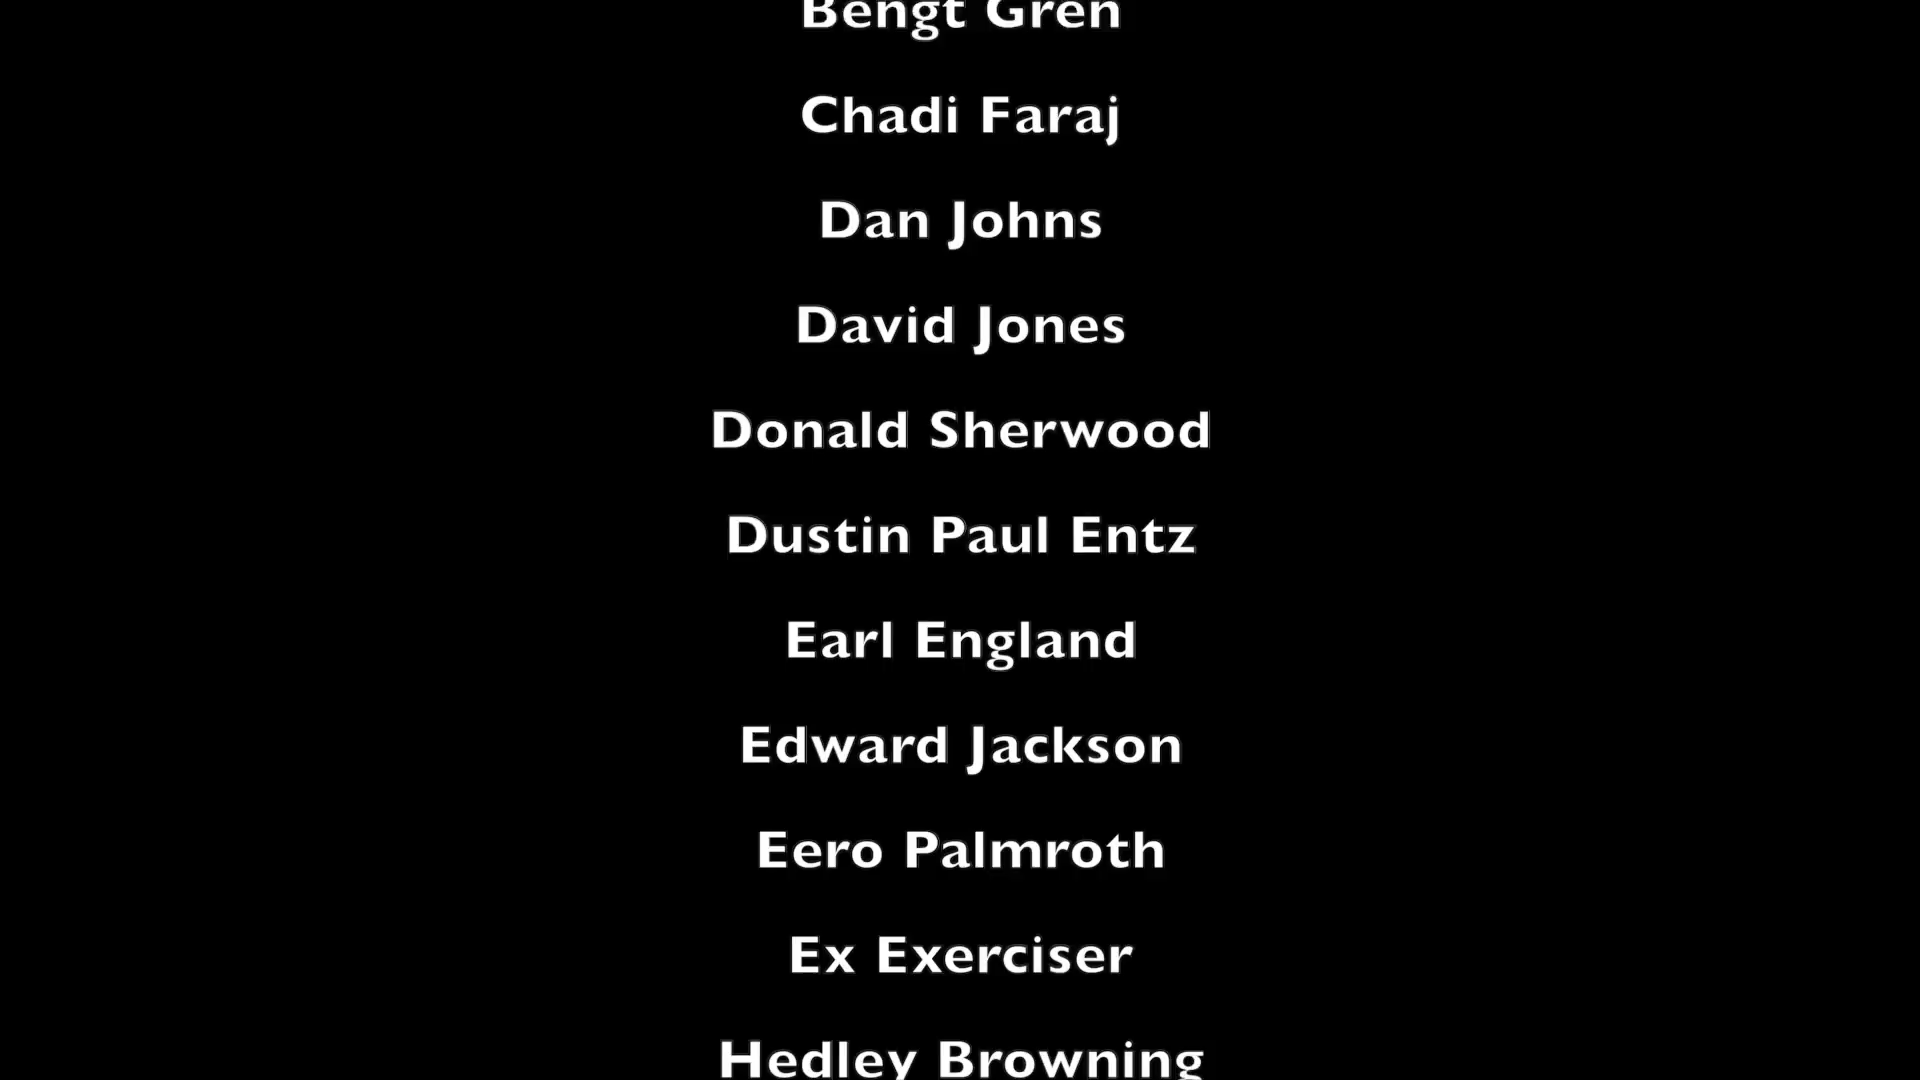 Bengt Gren
Chadi Faraj
Dan Johns
David Jones
Donald Sherwood
Dustin Paul Entz
Earl England
Edward Jackson
Eero Palmroth
Ex Exerciser
Hedley Browning